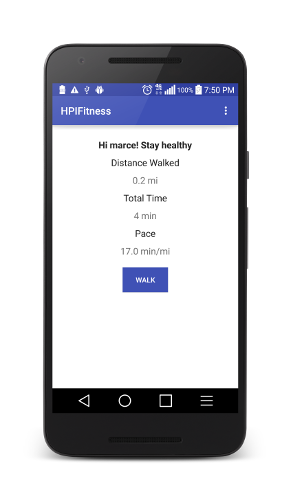 4G 100% 7:50 PM
HPIFitness
Hi marce! Stay healthy
Distance Walked
0.2 mi
Total Time
4 min
Pace
17.0 min/mi
WALK